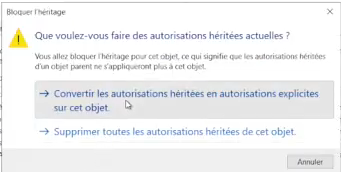 Bloquer l'héritage
Que voulez-vous faire des autorisations héritées actuelles ?
Vous allez bloquer l'héritage pour cet objet, ce qui signifie que les autorisations héritées
d'un objet parent ne s'appliqueront plus à cet objet.
→ Convertir les autorisations héritées en autorisations explicites
sur cet objet.
→ Supprimer toutes les autorisations héritées de cet objet.
Annuler